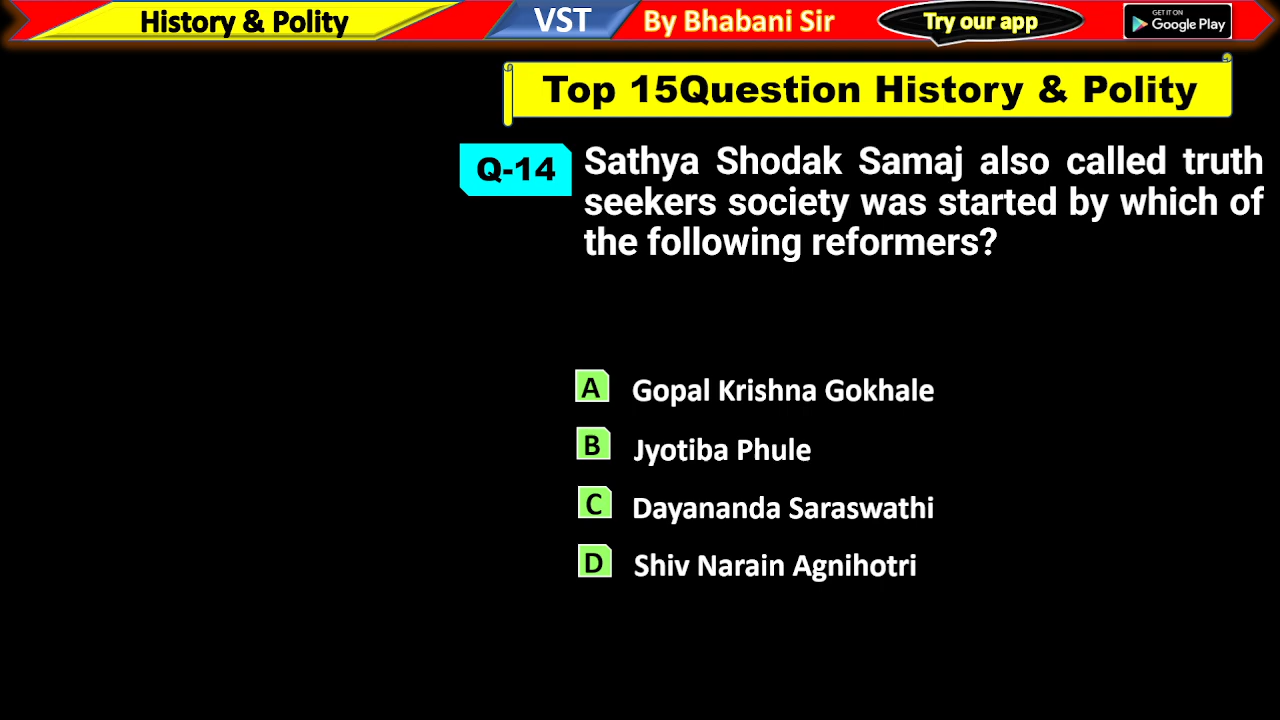 History & Polity
VST
By Bhabani Sir
Try our app
GET IT ON
Google Play
Top 15Question History & Polity
Q-14
Sathya Shodak Samaj also called truth
seekers society was started by which of
the following reformers?
A Gopal Krishna Gokhale
B Jyotiba Phule
C Dayananda Saraswathi
D Shiv Narain Agnihotri